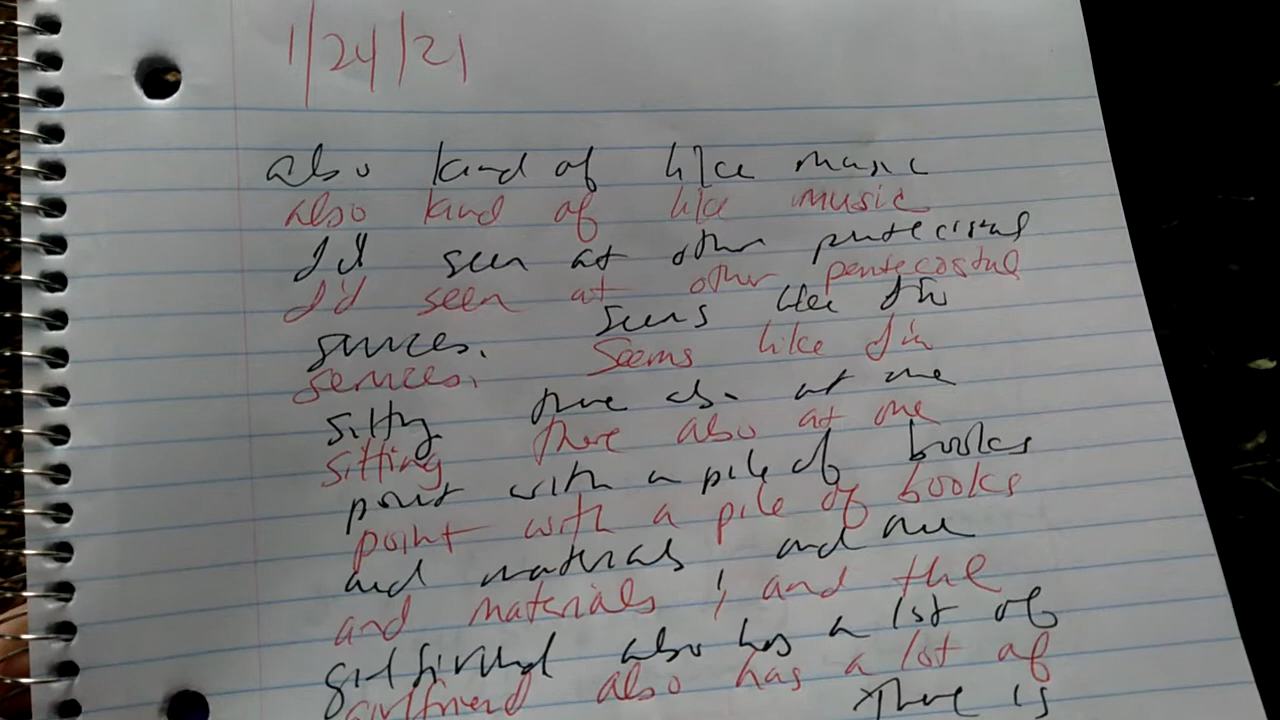 1/24/21
also kind of like music
also kind of like music
I'd seen at other pentecostal
I'd seen at other pentecostal
services. seems like I'm
services. Seems like I'm
sitting there also at one
sitting there also at one
point with a pile of books
point with a pile of books
and materials and one
and materials ; and the
girlfriend also has a lot of
girlfriend also has a lot of
There is